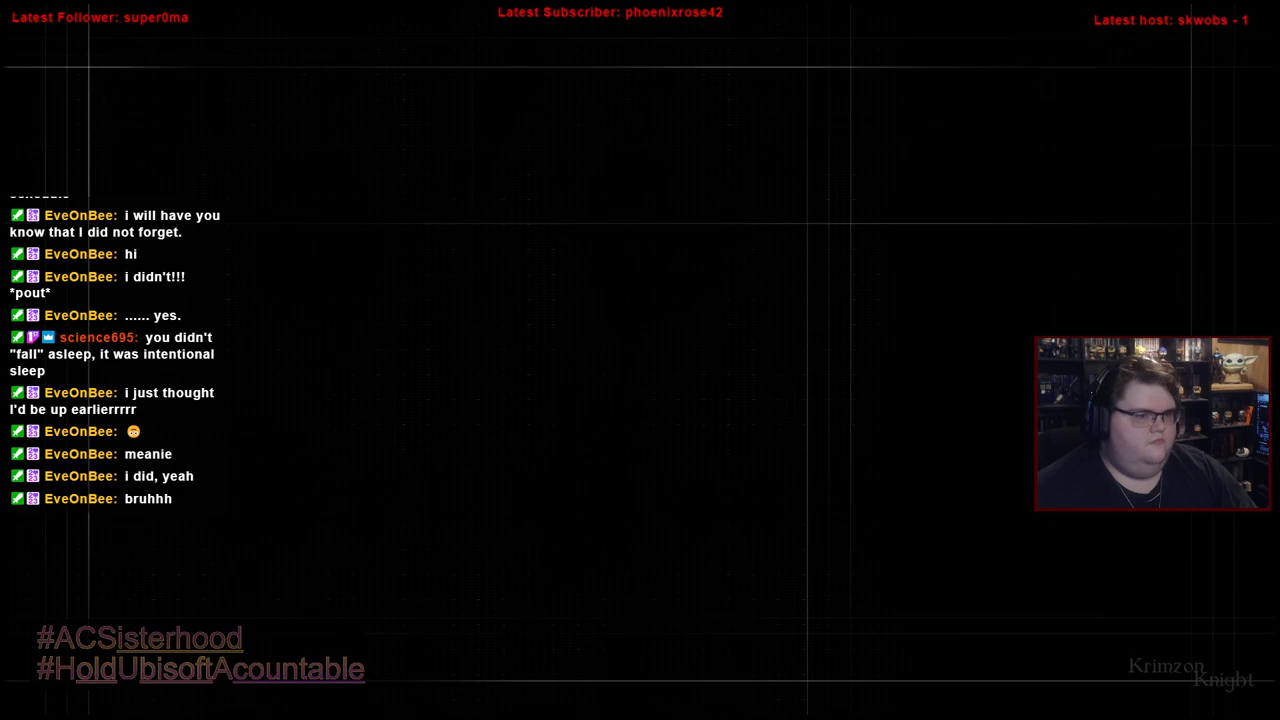 Latest Follower: super0ma
Latest Subscriber: phoenixrose42
Latest host: skwobs - 1
EveOnBee: i will have you
know that I did not forget.
EveOnBee: hi
EveOnBee: i didn't!!!
*pout*
EveOnBee: ...... yes.
science695: you didn't
"fall" asleep, it was intentional
sleep
EveOnBee: i just thought
I'd be up earlierrrrr
EveOnBee:
EveOnBee: meanie
EveOnBee: i did, yeah
EveOnBee: bruhhh
#ACSisterhood
#HoldUbisoftAcountable
Krimzon
Knight